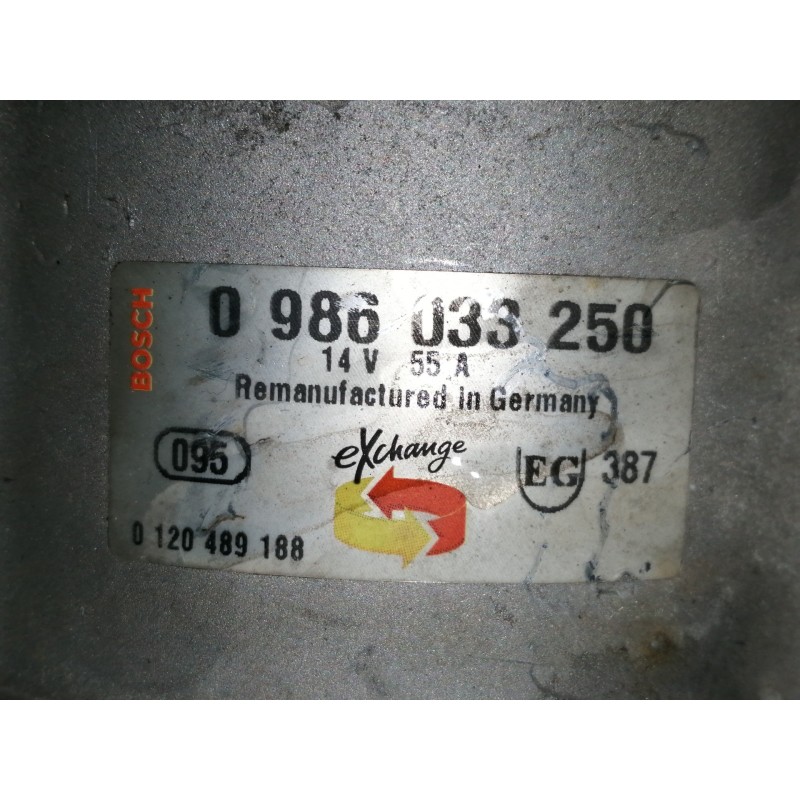 BOSCH
0 986 033 250
14 V 55 A
Remanufactured in Germany
095
eXchange
EG 387
0 120 489 188